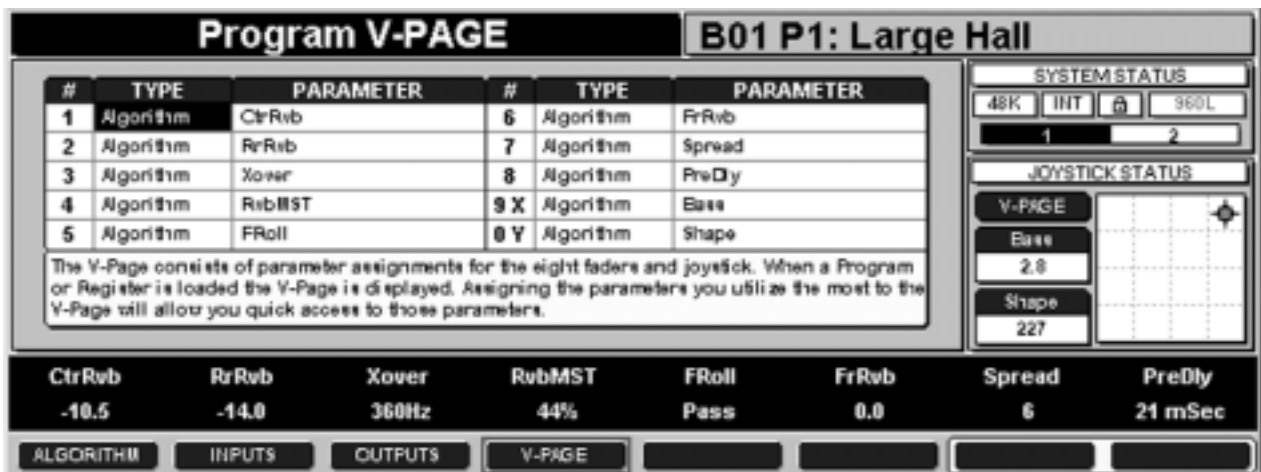 Program V-PAGE
B01 P1: Large Hall
# TYPE PARAMETER # TYPE PARAMETER
1 Algorithm CtrRvb 6 Algorithm FrRvb
2 Algorithm RrRvb 7 Algorithm Spread
3 Algorithm Xover 8 Algorithm PreDly
4 Algorithm RvbMST 9 X Algorithm Bass
5 Algorithm FRoll 0 Y Algorithm Shape
The V-Page consists of parameter assignments for the eight faders and joystick. When a Program
or Register is loaded the V-Page is displayed. Assigning the parameters you utilize the most to the
V-Page will allow you quick access to those parameters.
SYSTEM STATUS
48K INT 960L
1 2
JOYSTICK STATUS
V-PAGE
Bass
2.8
Shape
227
CtrRvb RrRvb Xover RvbMST FRoll FrRvb Spread PreDly
-10.5 -14.0 360Hz 44% Pass 0.0 6 21 mSec
ALGORITHM INPUTS OUTPUTS V-PAGE